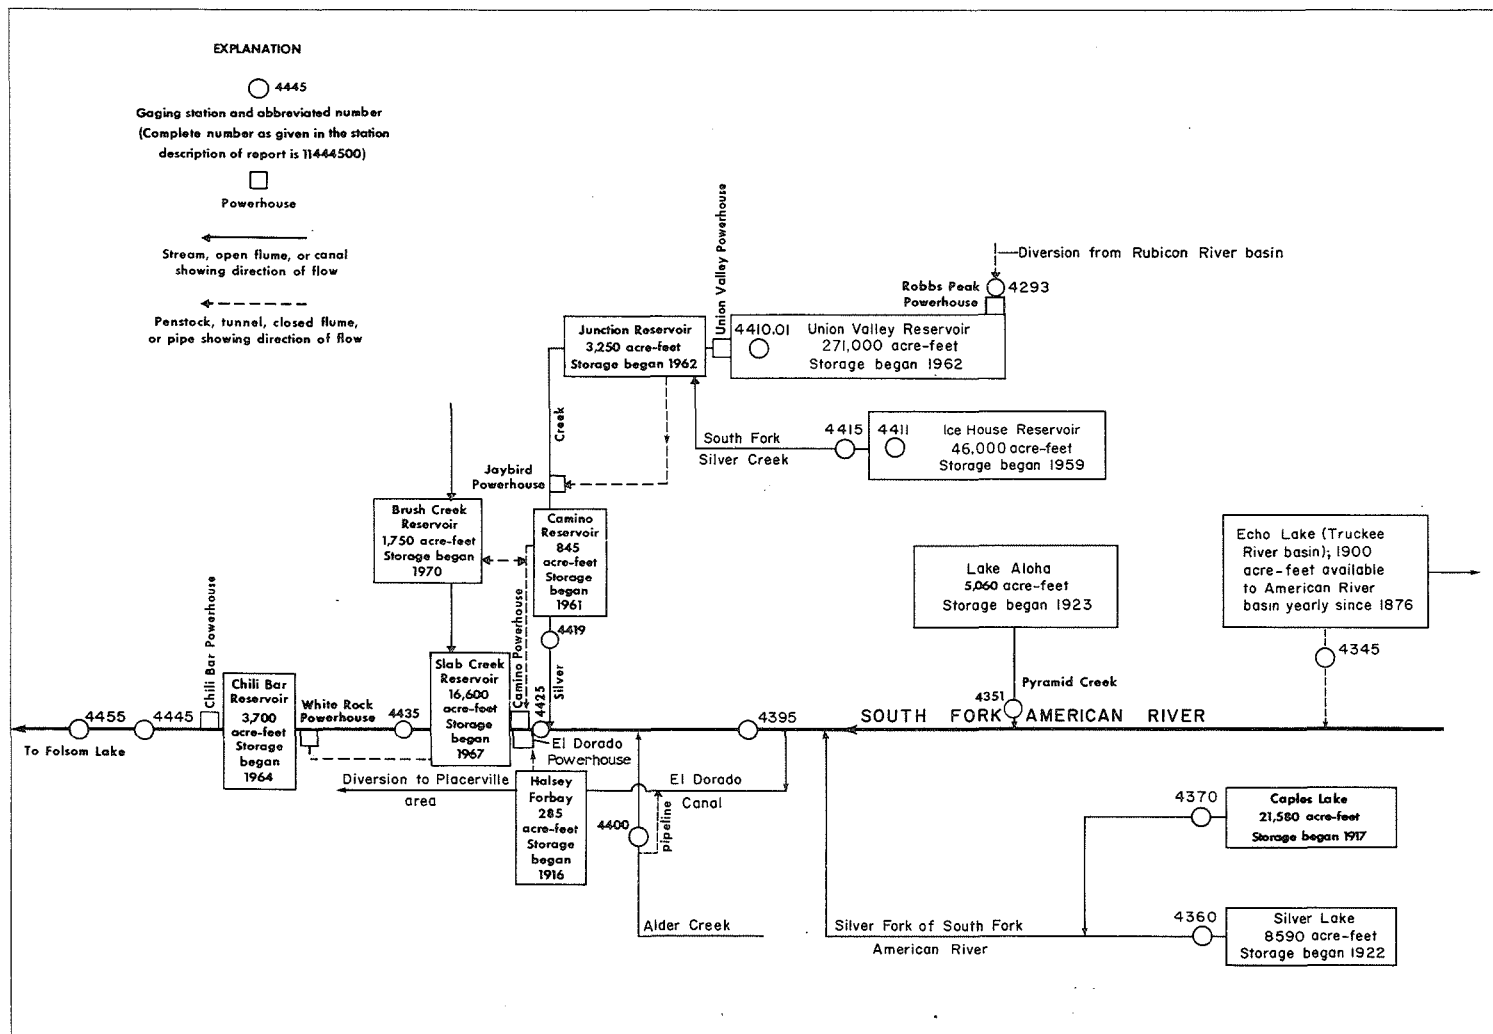 EXPLANATION
4445
Gaging station and abbreviated number
(Complete number as given in the station
description of report is 11444500)
Powerhouse
Stream, open flume, or canal
showing direction of flow
Penstock, tunnel, closed flume,
or pipe showing direction of flow
Union Valley Powerhouse
Diversion from Rubicon River basin
Robbs Peak
Powerhouse
4293
Junction Reservoir
3,250 acre-feet
Storage began 1962
4410.01
Union Valley Reservoir
271,000 acre-feet
Storage began 1962
Creek
South Fork
Silver Creek
4415
4411
Ice House Reservoir
46,000 acre-feet
Storage began 1959
Jaybird
Powerhouse
Brush Creek
Reservoir
1,750 acre-feet
Storage began
1970
Camino
Reservoir
845
acre-feet
Storage
began
1961
Lake Aloha
5,060 acre-feet
Storage began 1923
Echo Lake (Truckee
River basin); 1900
acre-feet available
to American River
basin yearly since 1876
4419
4345
Chili Bar Powerhouse
Camino Powerhouse
4425
Silver
Slab Creek
Reservoir
16,600
acre-feet
Storage
began
1967
Chili Bar
Reservoir
3,700
acre-feet
Storage
began
1964
White Rock
Powerhouse
4435
4455
4445
To Folsom Lake
4395
4351
Pyramid Creek
SOUTH FORK AMERICAN RIVER
El Dorado
Powerhouse
Diversion to Placerville
area
Halsey
Forbay
285
acre-feet
Storage
began
1916
El Dorado
Canal
4400
pipeline
4370
Caples Lake
21,580 acre-feet
Storage began 1917
Alder Creek
Silver Fork of South Fork
American River
4360
Silver Lake
8590 acre-feet
Storage began 1922